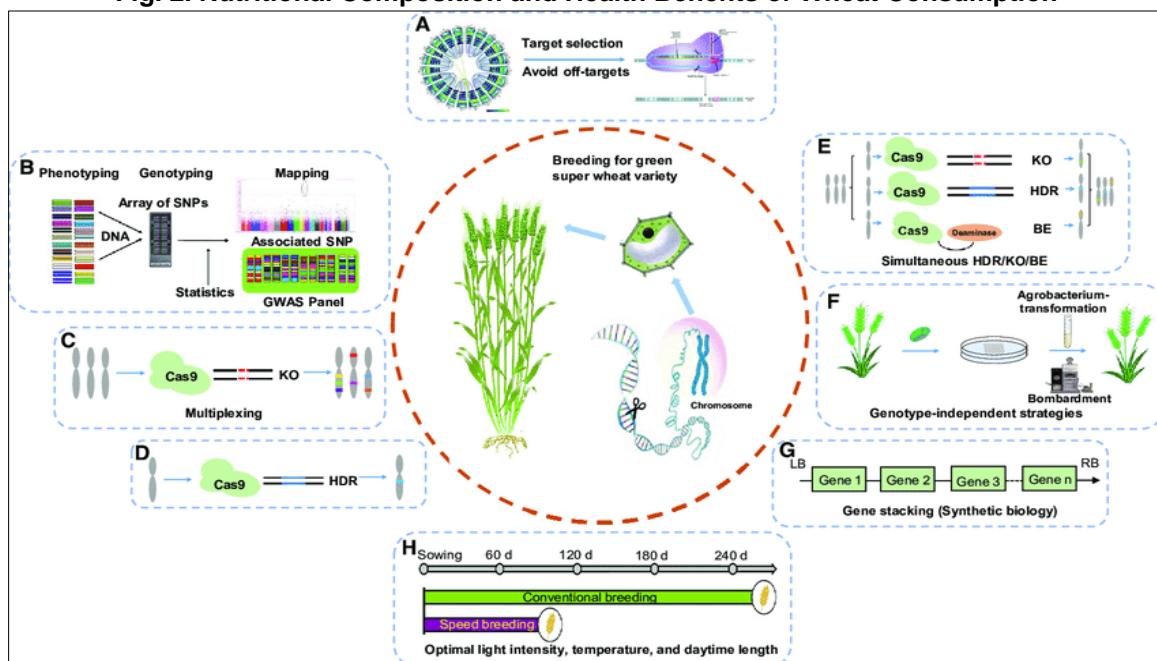 Fig. 2. Nutritional Composition and Health Benefits of Wheat Consumption
A
Target selection
Avoid off-targets
B
Phenotyping
Genotyping
Mapping
Array of SNPs
DNA
Associated SNP
Statistics
GWAS Panel
C
Cas9
KO
Multiplexing
D
Cas9
HDR
Breeding for green
super wheat variety
Chromosome
E
Cas9
KO
Cas9
HDR
Cas9
Deaminase
BE
Simultaneous HDR/KO/BE
F
Agrobacterium-
transformation
Bombardment
Genotype-independent strategies
G
LB
RB
Gene 1
Gene 2
Gene 3
Gene n
Gene stacking (Synthetic biology)
H
Sowing
60 d
120 d
180 d
240 d
Conventional breeding
Speed breeding
Optimal light intensity, temperature, and daytime length